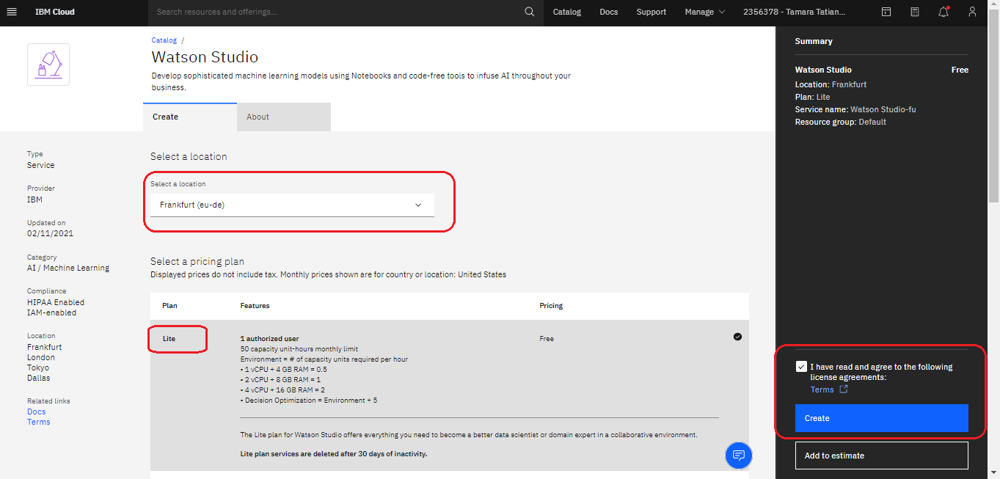 IBM Cloud
Search resources and offerings...
Catalog
Docs
Support
Manage
2356378 - Tamara Tatian...
Catalog /
Watson Studio
Develop sophisticated machine learning models using Notebooks and code-free tools to infuse AI throughout your
business.
Create
About
Type
Service
Provider
IBM
Updated on
02/11/2021
Category
AI / Machine Learning
Compliance
HIPAA Enabled
IAM-enabled
Location
Frankfurt
London
Tokyo
Dallas
Related links
Docs
Terms
Select a location
Select a location
Frankfurt (eu-de)
Select a pricing plan
Displayed prices do not include tax. Monthly prices shown are for country or location: United States
Plan
Features
Pricing
Lite
1 authorized user
50 capacity unit-hours monthly limit
Environment = # of capacity units required per hour
• 1 vCPU + 4 GB RAM = 0.5
• 2 vCPU + 8 GB RAM = 1
• 4 vCPU + 16 GB RAM = 2
• Decision Optimization = Environment + 5
Free
The Lite plan for Watson Studio offers everything you need to become a better data scientist or domain expert in a collaborative environment.
Lite plan services are deleted after 30 days of inactivity.
Summary
Watson Studio Free
Location: Frankfurt
Plan: Lite
Service name: Watson Studio-fu
Resource group: Default
I have read and agree to the following
license agreements:
Terms
Create
Add to estimate